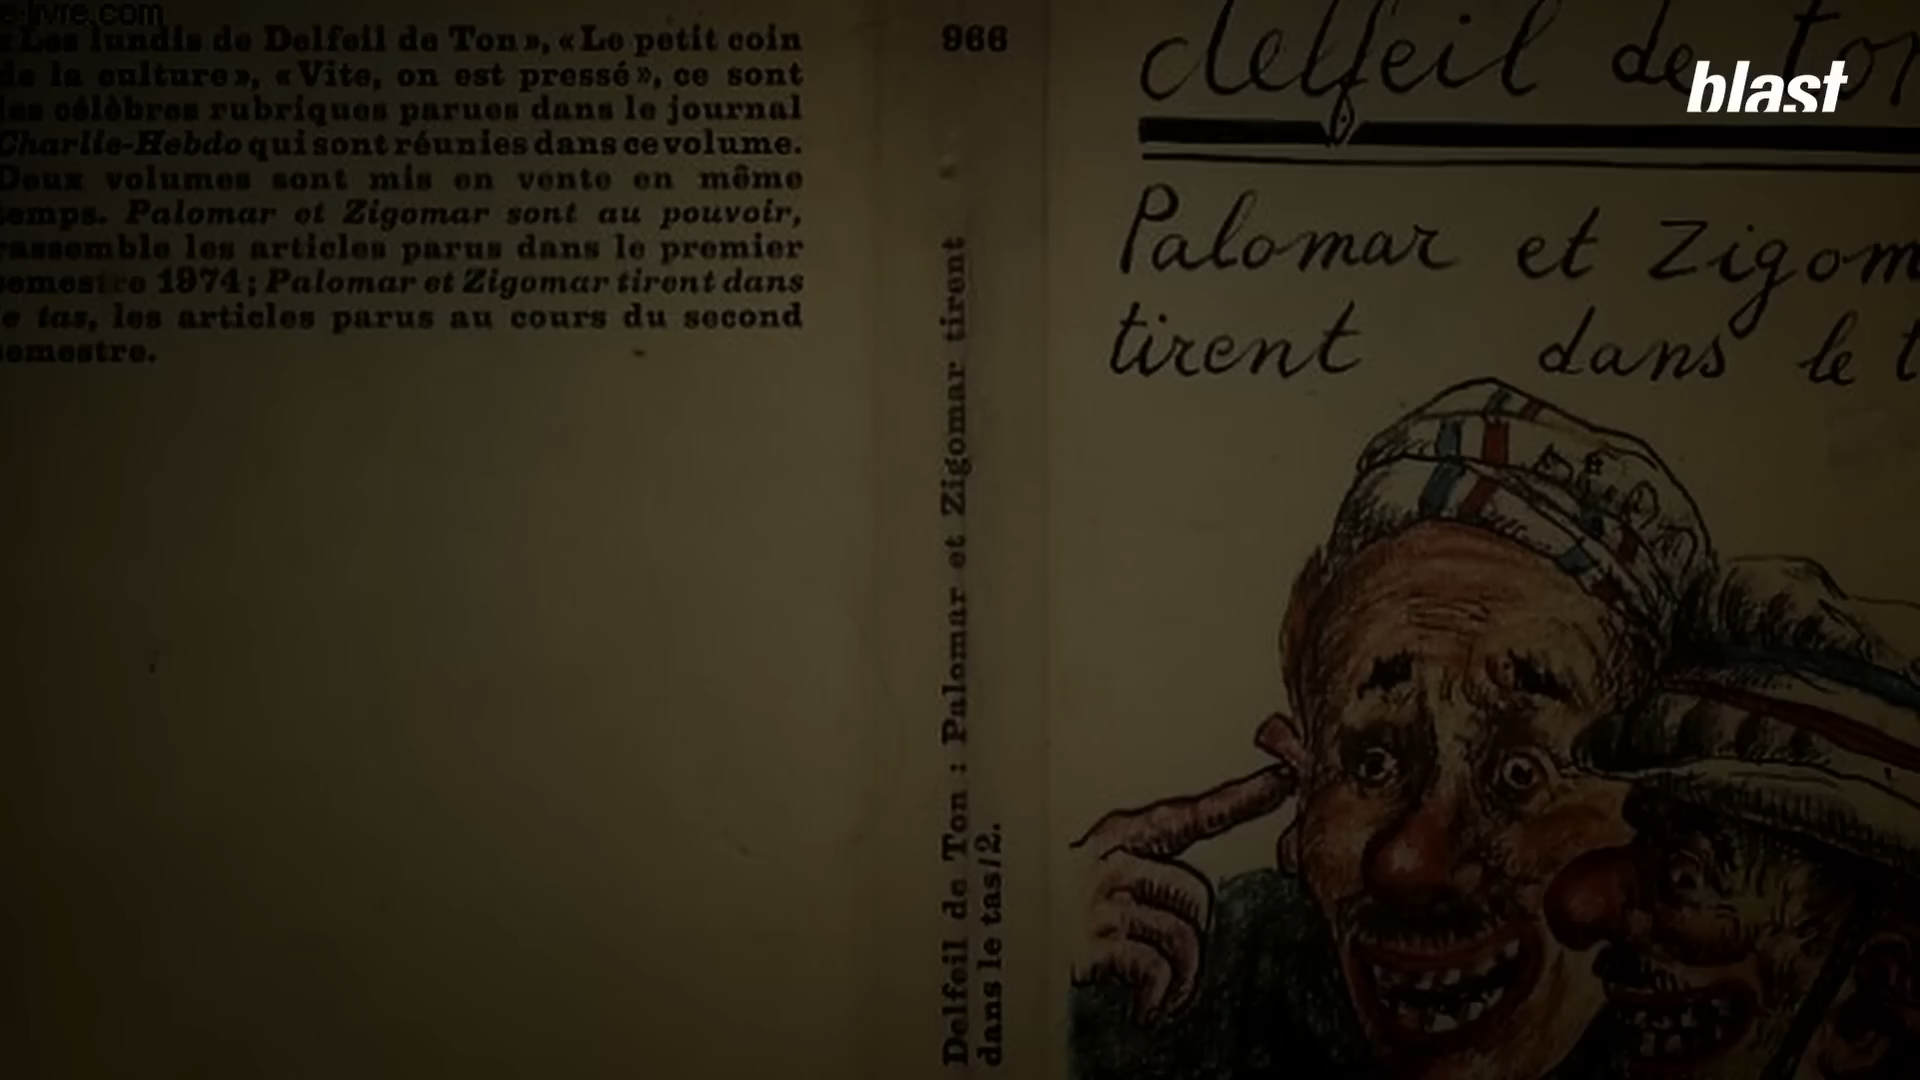 e-livre.com
« Les lundis de Delfeil de Ton », « Le petit coin
de la culture », « Vite, on est pressé », ce sont
les célèbres rubriques parues dans le journal
Charlie-Hebdo qui sont réunies dans ce volume.
Deux volumes sont mis en vente en même
temps. Palomar et Zigomar sont au pouvoir,
rassemble les articles parus dans le premier
semestre 1974 ; Palomar et Zigomar tirent dans
le tas, les articles parus au cours du second
semestre.
966
Delfeil de Ton : Palomar et Zigomar tirent
dans le tas/2.
delfeil de ton
blast
Palomar et Zigom
tirent dans le t